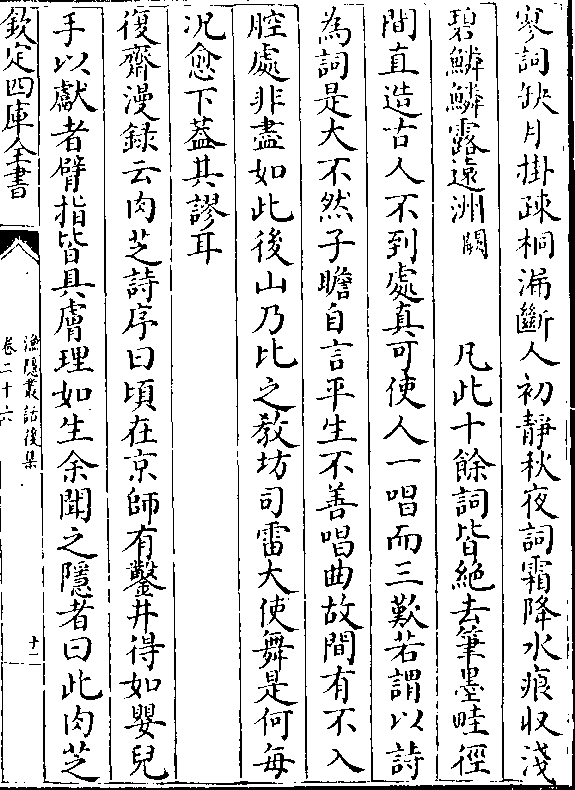 寒詞缺月掛疎桐漏斷人初靜秋夜詞霜降水痕収淺
碧鱗鱗露遠洲闕　凡此十餘詞皆絶去筆墨畦徑
間直造古人不到處真可使人一唱而三歎若謂以詩
為詞是大不然子瞻自言平生不善唱曲故間有不入
腔處非盡如此後山乃比之教坊司雷大使舞是何每
况愈下葢其謬耳
復齋漫録云肉芝詩序曰頃在京師有鑿井得如嬰兒
手以獻者臂指皆具膚理如生余聞之隱者曰此肉芝
欽定四庫全書
漁隱叢話後集
卷二十六
十一